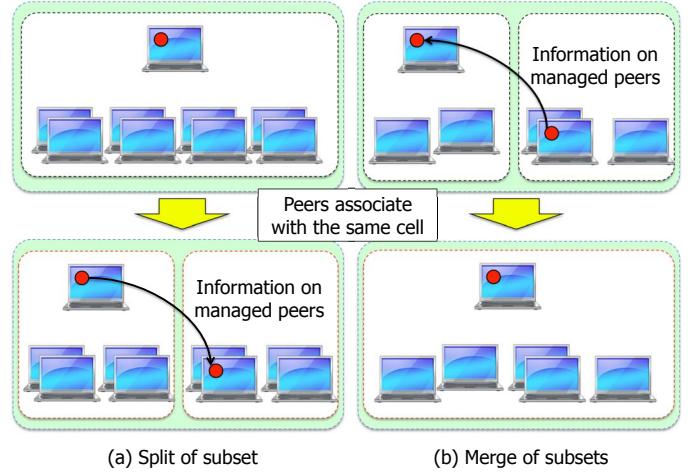 Information on
managed peers
Peers associate
with the same cell
Information on
managed peers
(a) Split of subset
(b) Merge of subsets